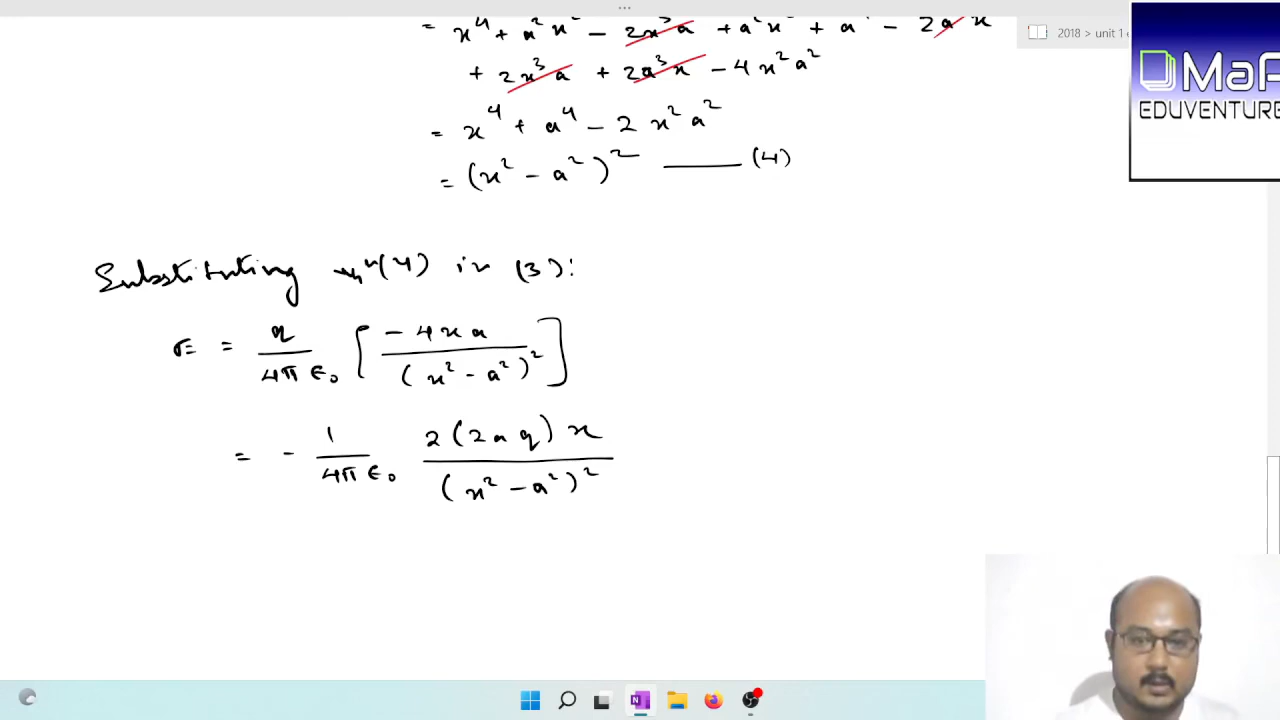 = x⁴ + a²x² − 2x³a + a²x² + a⁴ − 2a³x
+ 2x³a + 2a³x − 4x²a²
= x⁴ + a⁴ − 2x²a²
= (x² − a²)² —— (4)
Substituting (4) in (3):
E = q/4πϵ₀ [−4xa/(x² − a²)²]
= − 1/4πϵ₀ 2(2aq)x/(x² − a²)²
2018 > unit 1
MaP
EDUVENTURE